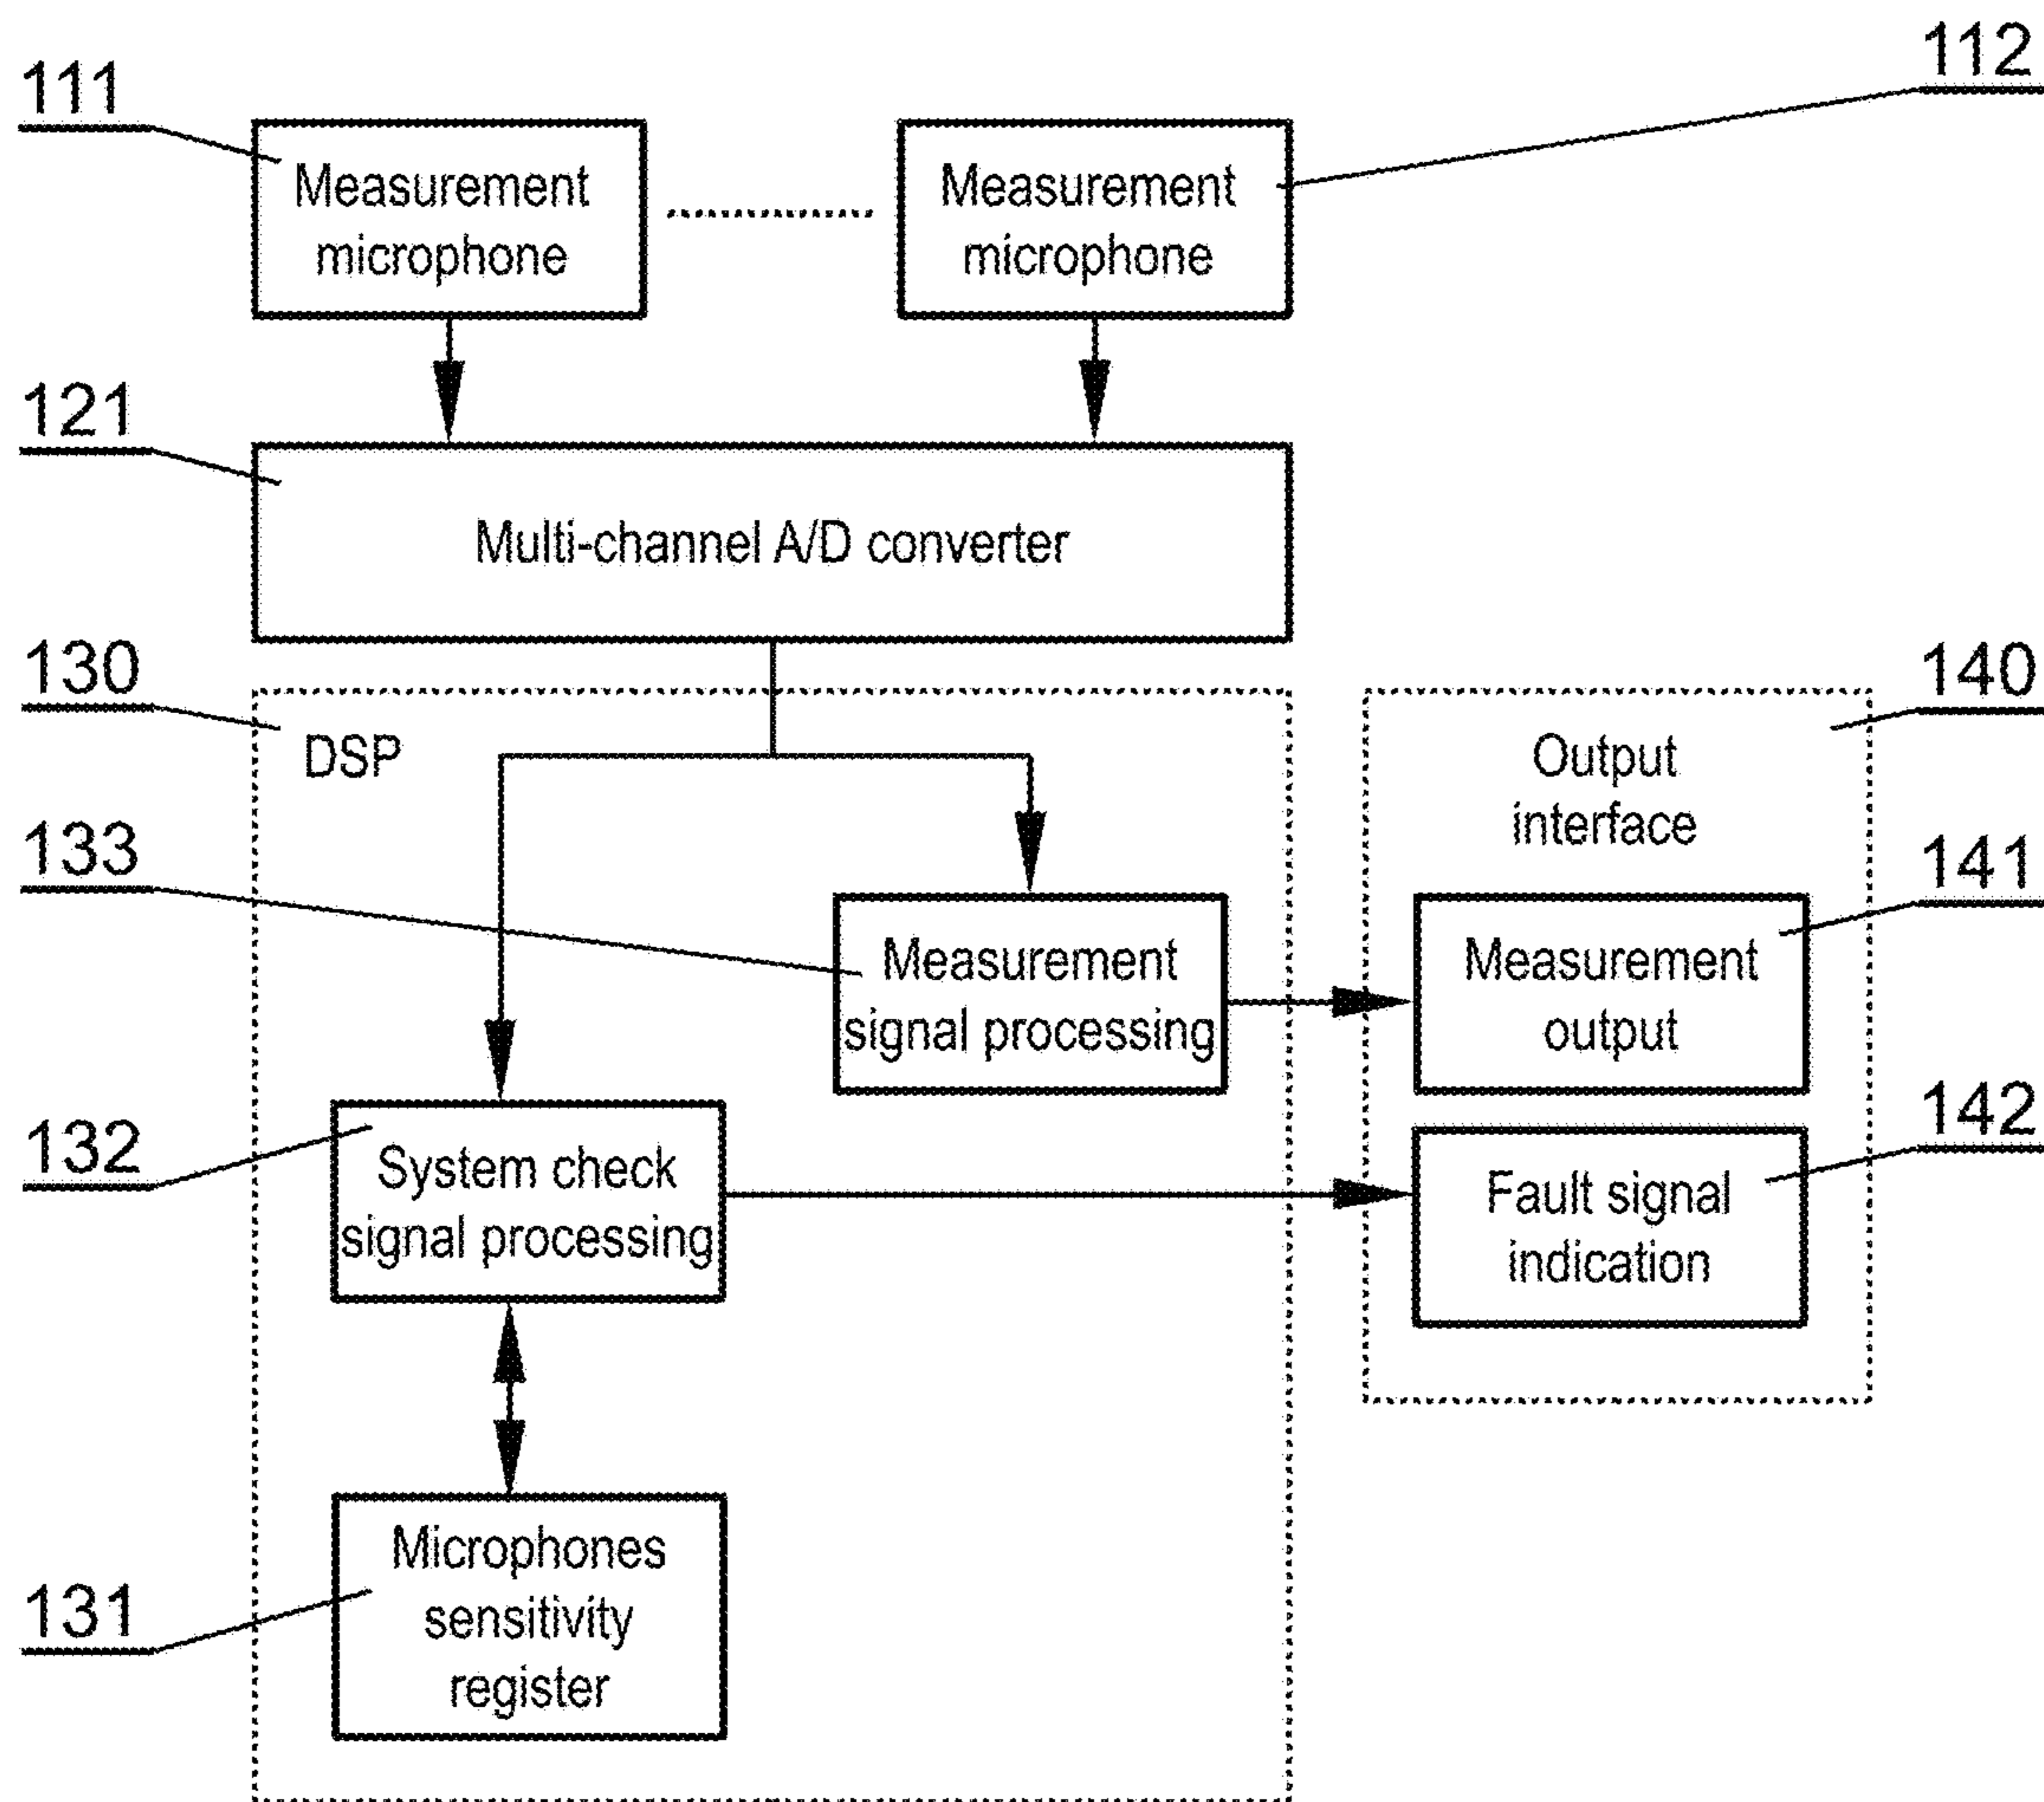 111
112
Measurement
microphone
Measurement
microphone
121
Multi-channel A/D converter
130
DSP
140
Output
interface
133
Measurement
signal processing
141
Measurement
output
132
System check
signal processing
142
Fault signal
indication
131
Microphones
sensitivity
register